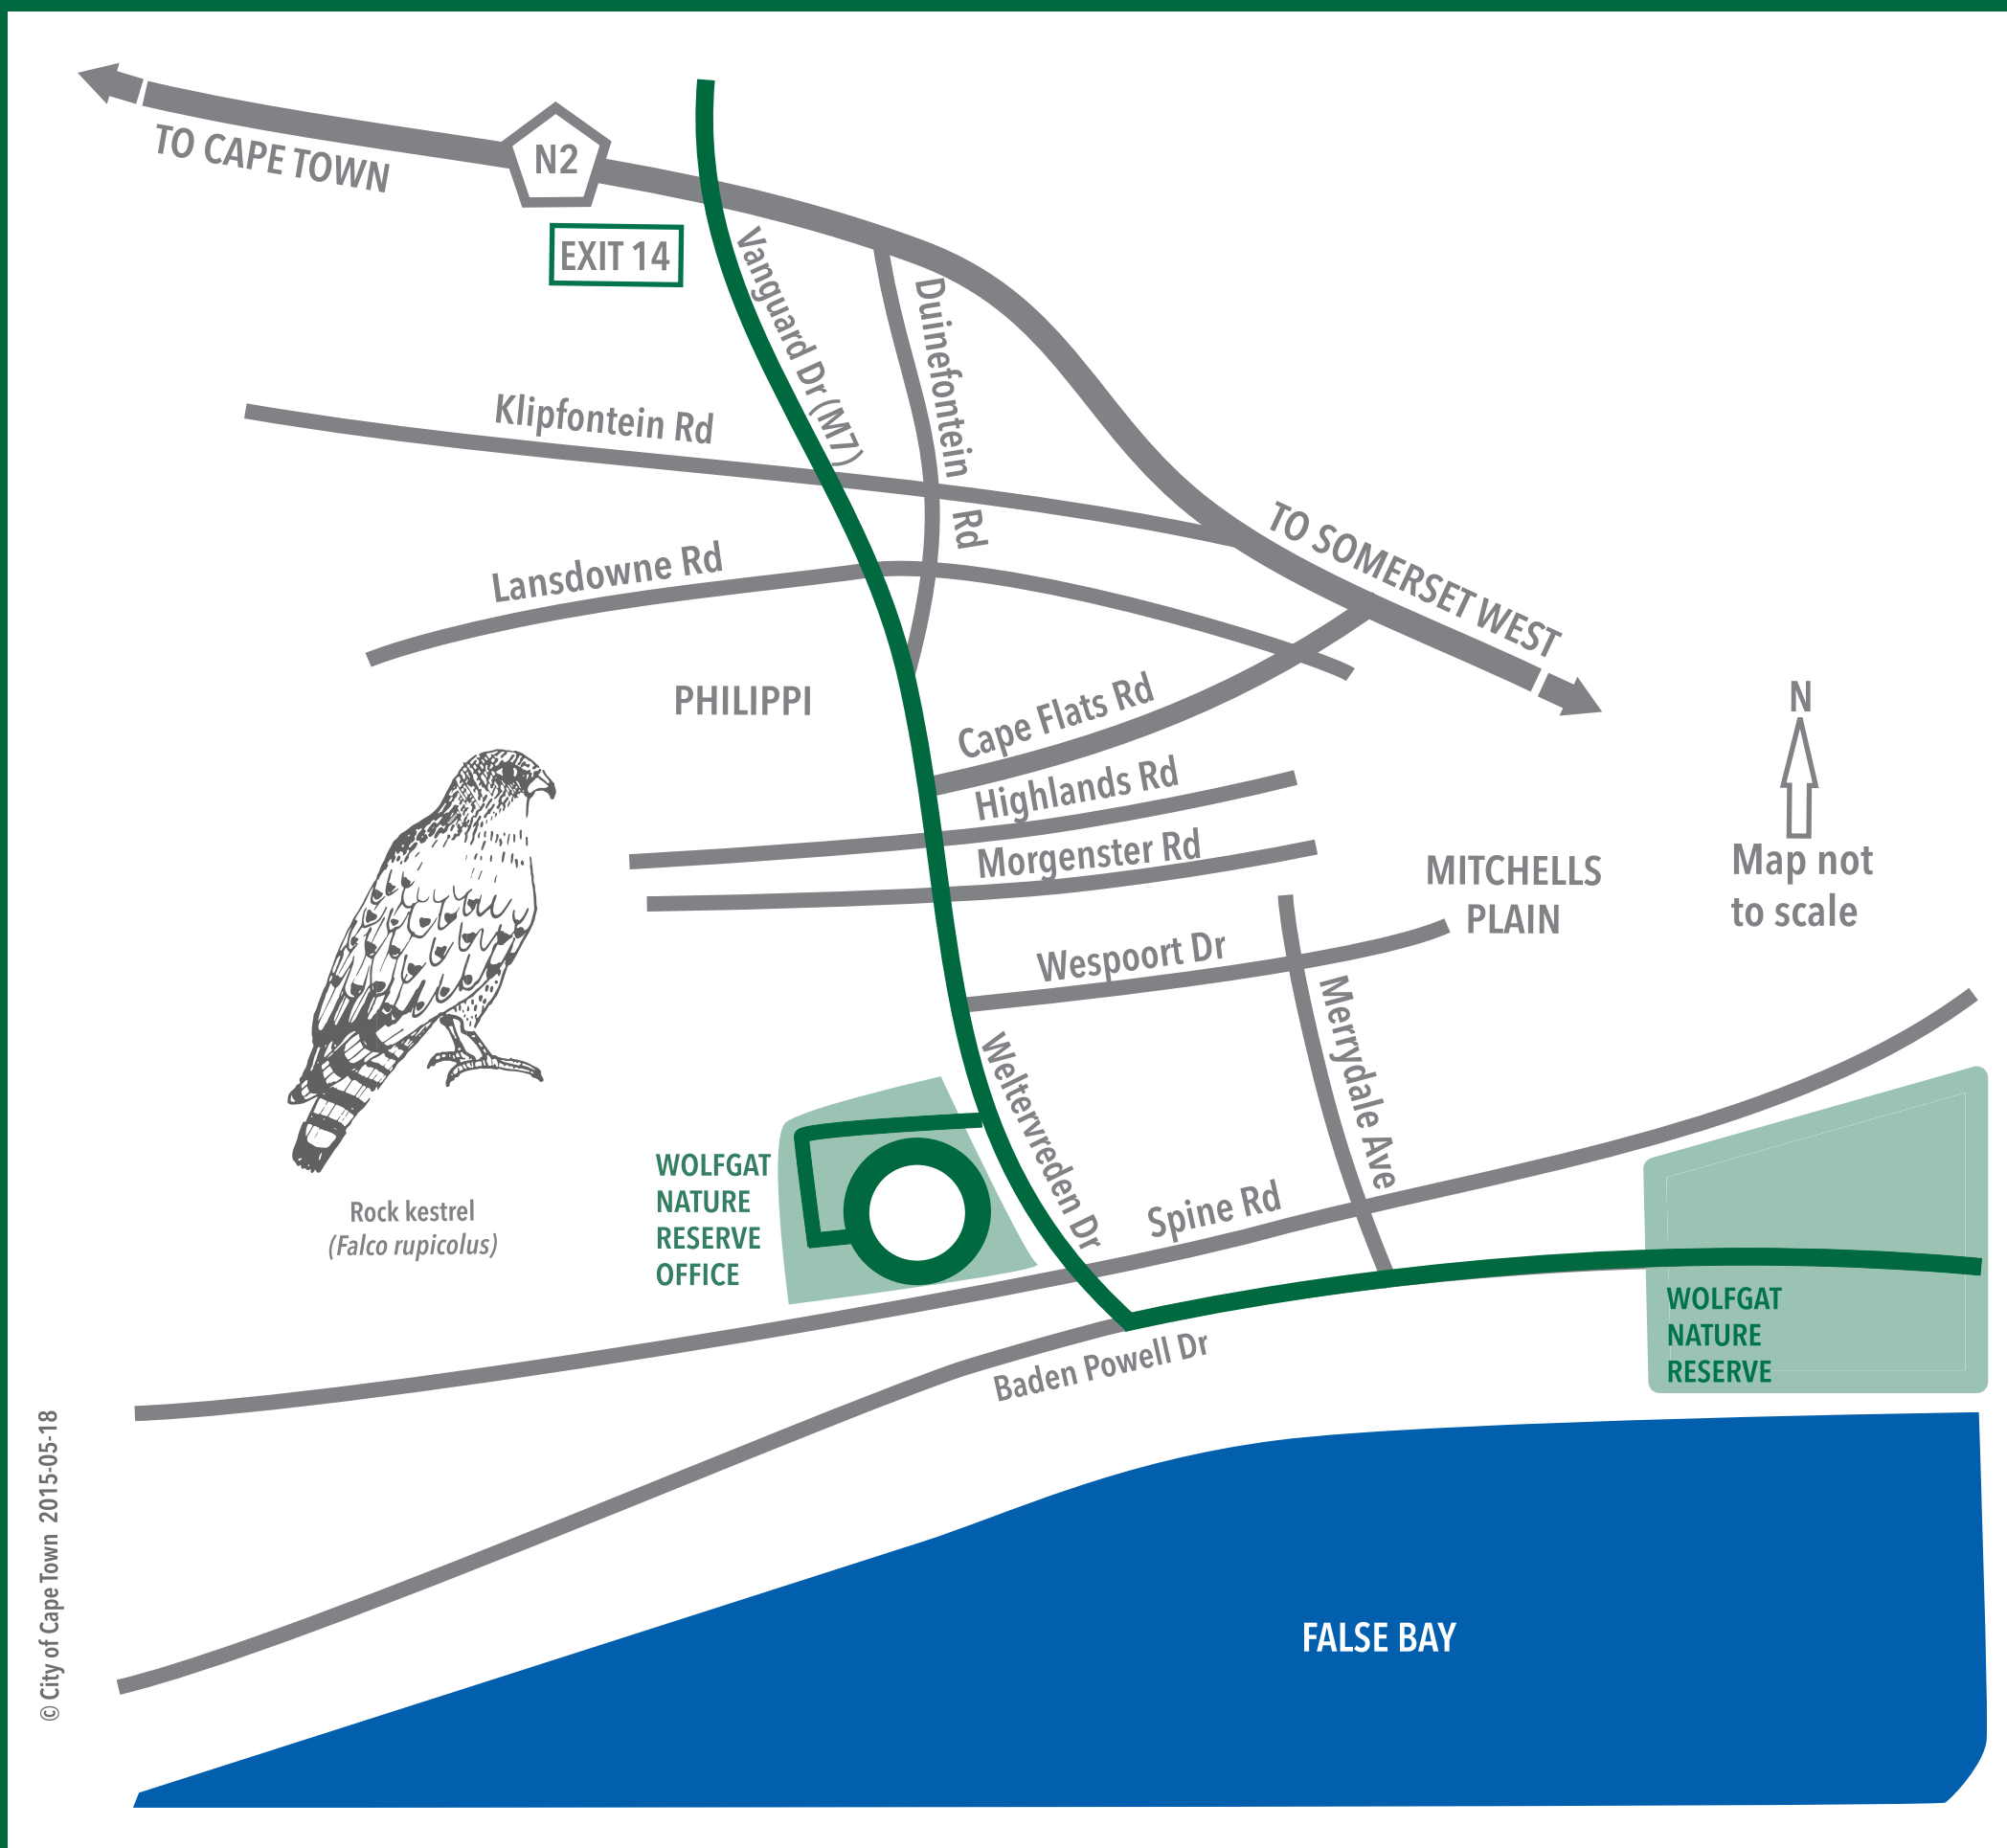 TO CAPE TOWN
N2
EXIT 14
Vanguard Dr (M7)
Duinefontein Rd
Klipfontein Rd
TO SOMERSET WEST
Lansdowne Rd
PHILIPPI
Cape Flats Rd
N
Highlands Rd
Morgenster Rd
Map not
to scale
MITCHELLS
PLAIN
Wespoort Dr
Merrydale Ave
Weltervreden Dr
WOLFGAT
NATURE
RESERVE
OFFICE
Spine Rd
Rock kestrel
(Falco rupicolus)
WOLFGAT
NATURE
RESERVE
Baden Powell Dr
FALSE BAY
© City of Cape Town 2015-05-18